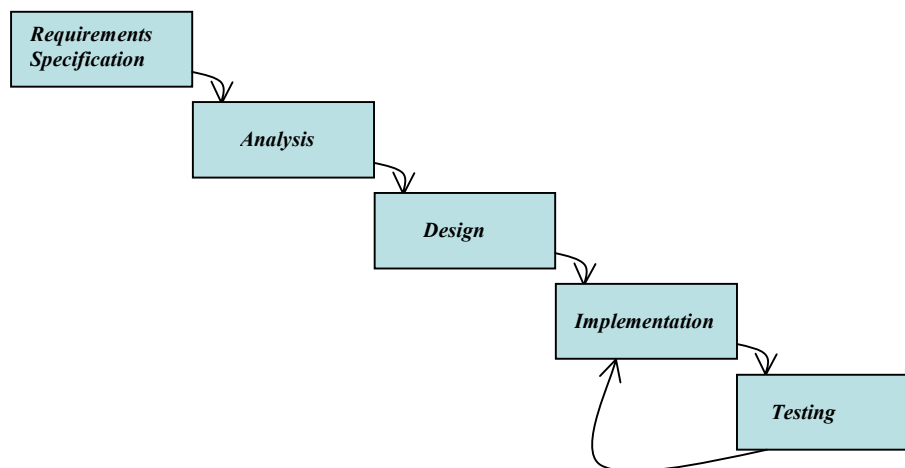 Requirements
Specification
Analysis
Design
Implementation
Testing